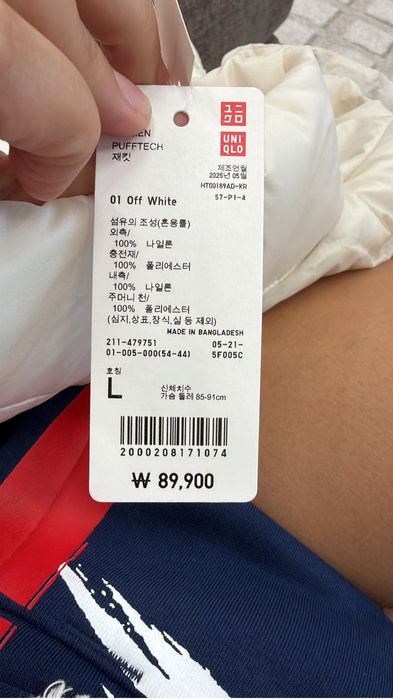 ユニ
クロ
UNI
QLO
PUFFTECH
재킷
제조연월
2025년 05월
HT00189AD-KR
01 Off White
57-P1-4
섬유의 조성(혼용률)
겉측/
100% 나일론
충전재/
100% 폴리에스터
내측/
100% 나일론
주머니 천/
100% 폴리에스터
(심지,상표,장식,실 등 제외)
MADE IN BANGLADESH
211-479751 05-21-
01-005-000(54-44) 5F005C
호칭
L
신체치수
가슴 둘레 85-91cm
2000208171074
₩ 89,900